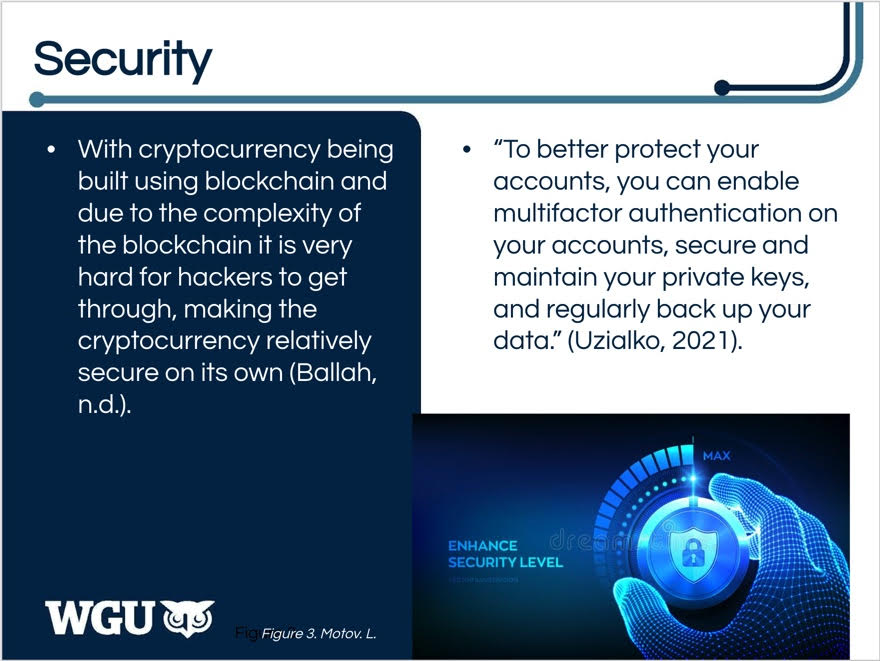 Security
• With cryptocurrency being
built using blockchain and
due to the complexity of
the blockchain it is very
hard for hackers to get
through, making the
cryptocurrency relatively
secure on its own (Ballah,
n.d.).
• “To better protect your
accounts, you can enable
multifactor authentication on
your accounts, secure and
maintain your private keys,
and regularly back up your
data.” (Uzialko, 2021).
MAX
ENHANCE
SECURITY LEVEL
WGU
Figure 3. Motov. L.